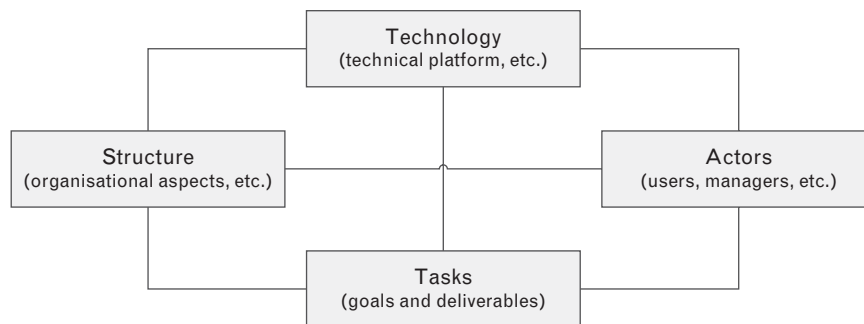 Technology
(technical platform, etc.)
Structure
(organisational aspects, etc.)
Actors
(users, managers, etc.)
Tasks
(goals and deliverables)